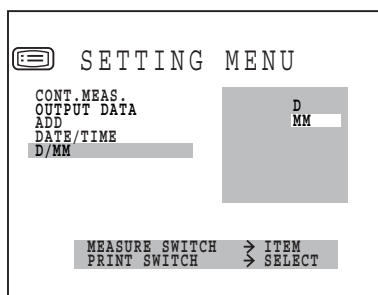 SETTING MENU
CONT.MEAS.
OUTPUT DATA
ADD
DATE/TIME
D/MM
D
MM
MEASURE SWITCH → ITEM
PRINT SWITCH → SELECT